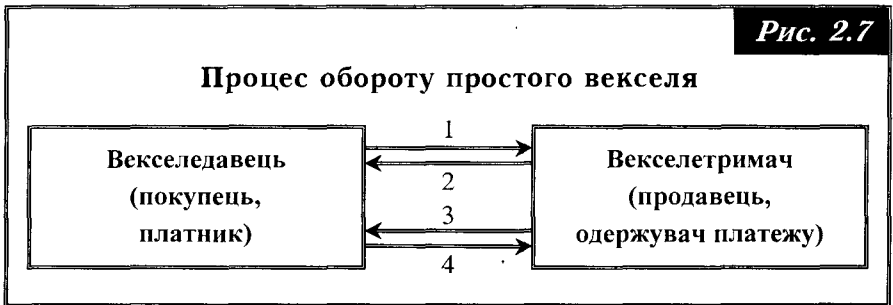 Рис. 2.7
Процес обороту простого векселя
Векселедавець
(покупець,
платник)
1
2
3
4
Векселетримач
(продавець,
одержувач платежу)